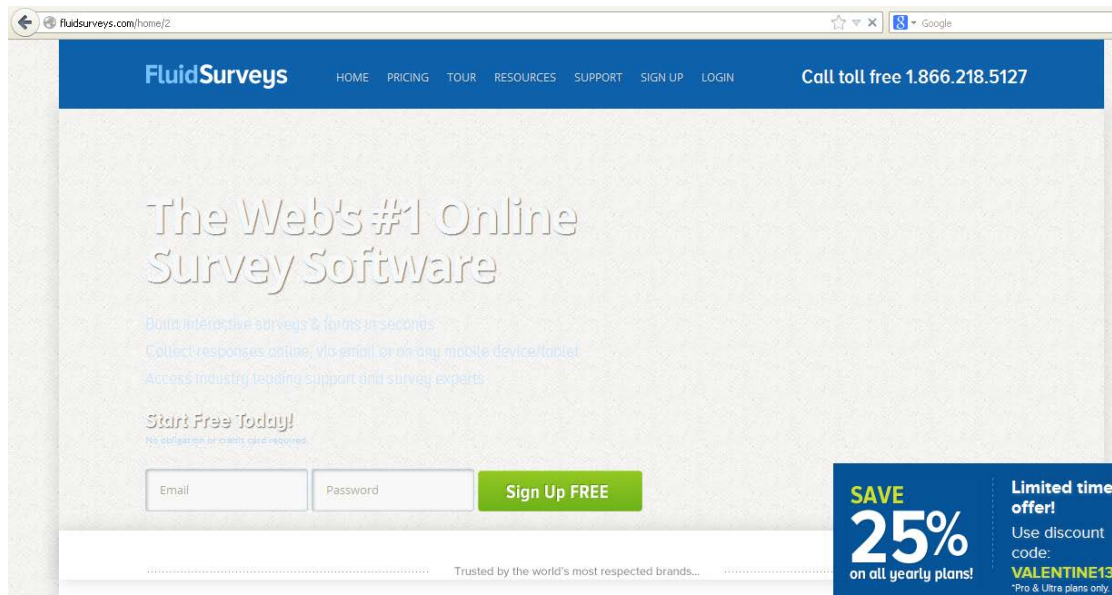 fluidsurveys.com/home/2
Google
FluidSurveys HOME PRICING TOUR RESOURCES SUPPORT SIGN UP LOGIN Call toll free 1.866.218.5127
The Web's #1 Online
Survey Software
Build interactive surveys & forms in seconds
Collect responses online, via email or on any mobile device/tablet
Access industry leading support and survey experts
Start Free Today!
No obligation or credit card required.
Email
Password
Sign Up FREE
SAVE
25%
on all yearly plans!
Limited time
offer!
Use discount
code:
VALENTINE13
*Pro & Ultra plans only.
Trusted by the world's most respected brands...